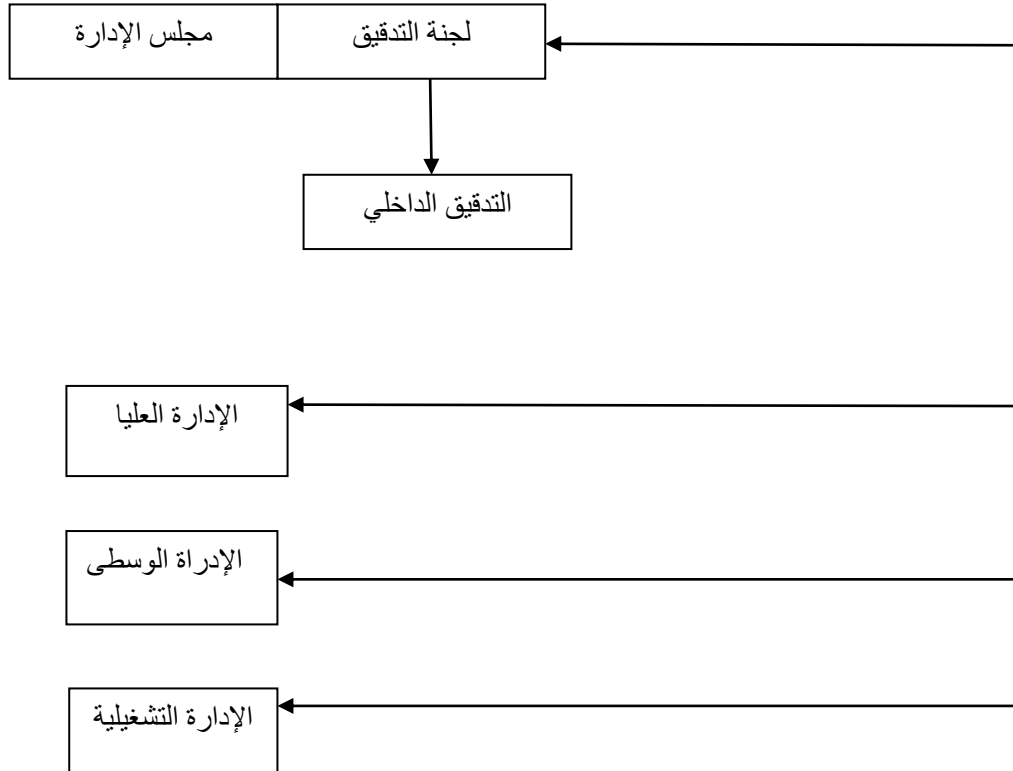 لجنة التدقيق
مجلس الإدارة
التدقيق الداخلي
الإدارة العليا
الإدراة الوسطى
الإدارة التشغيلية